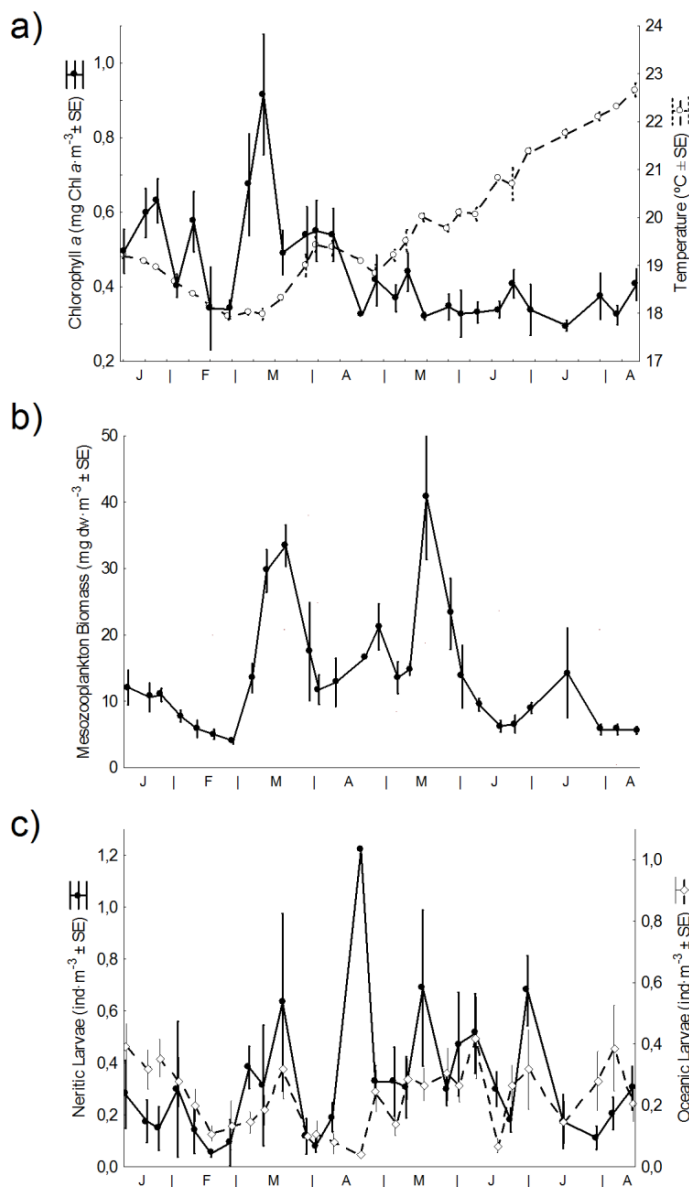 a)
Chlorophyll a (mg Chl a·m⁻³ ± SE)
1,0
0,8
0,6
0,4
0,2
24
23
22
21
20
19
18
17
Temperature (ºC ± SE)
J | F | M | A | M | J | J | A
b)
Mesozooplankton Biomass (mg dw·m⁻³ ± SE)
50
40
30
20
10
0
J | F | M | A | M | J | J | A
c)
Neritic Larvae (ind·m⁻³ ± SE)
1,2
1,0
0,8
0,6
0,4
0,2
0,0
1,0
0,8
0,6
0,4
0,2
0,0
Oceanic Larvae (ind·m⁻³ ± SE)
J | F | M | A | M | J | J | A